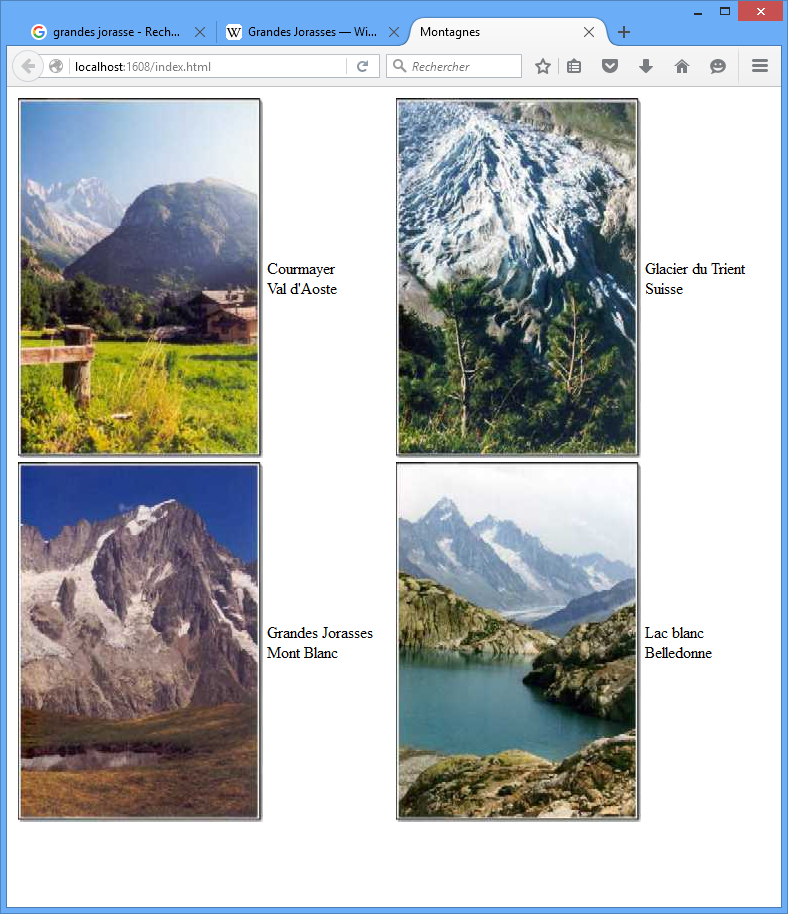 grandes jorasse - Rech...
Grandes Jorasses — Wi...
Montagnes
localhost:1608/index.html
Rechercher
Courmayer
Val d'Aoste
Glacier du Trient
Suisse
Grandes Jorasses
Mont Blanc
Lac blanc
Belledonne